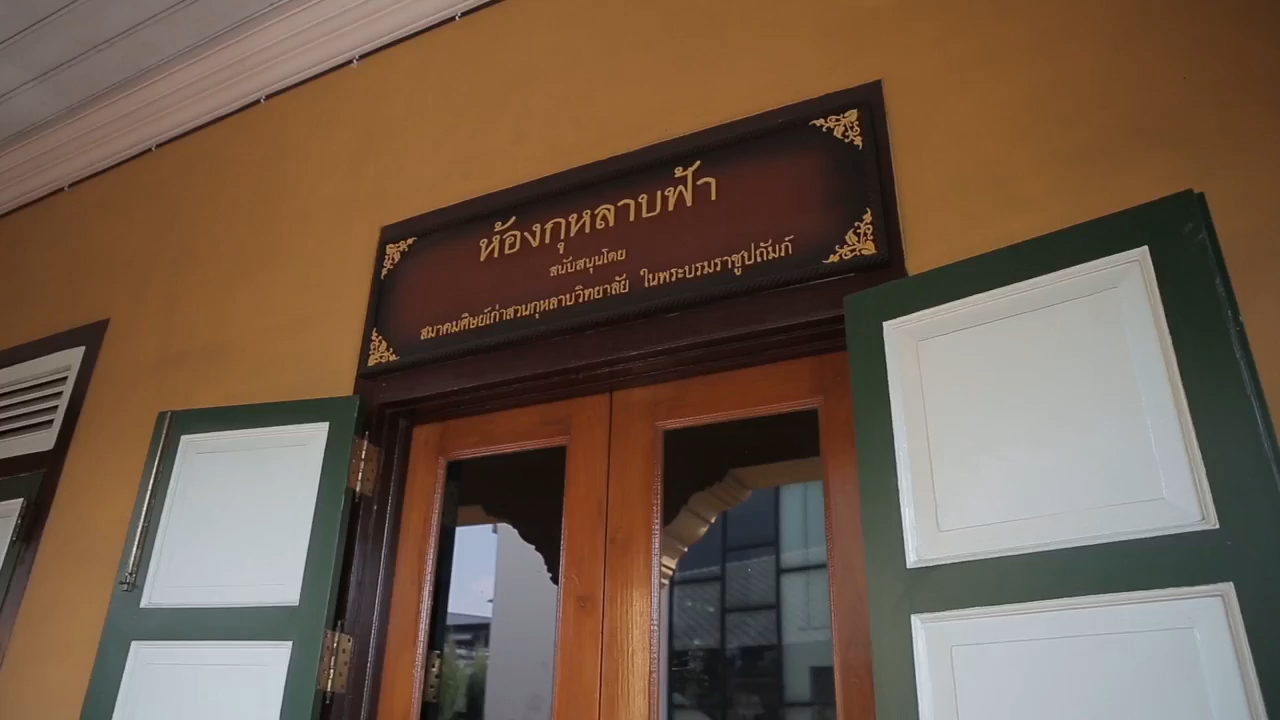 ห้องกุหลาบฟ้า
สนับสนุนโดย
สมาคมศิษย์เก่าสวนกุหลาบวิทยาลัย ในพระบรมราชูปถัมภ์